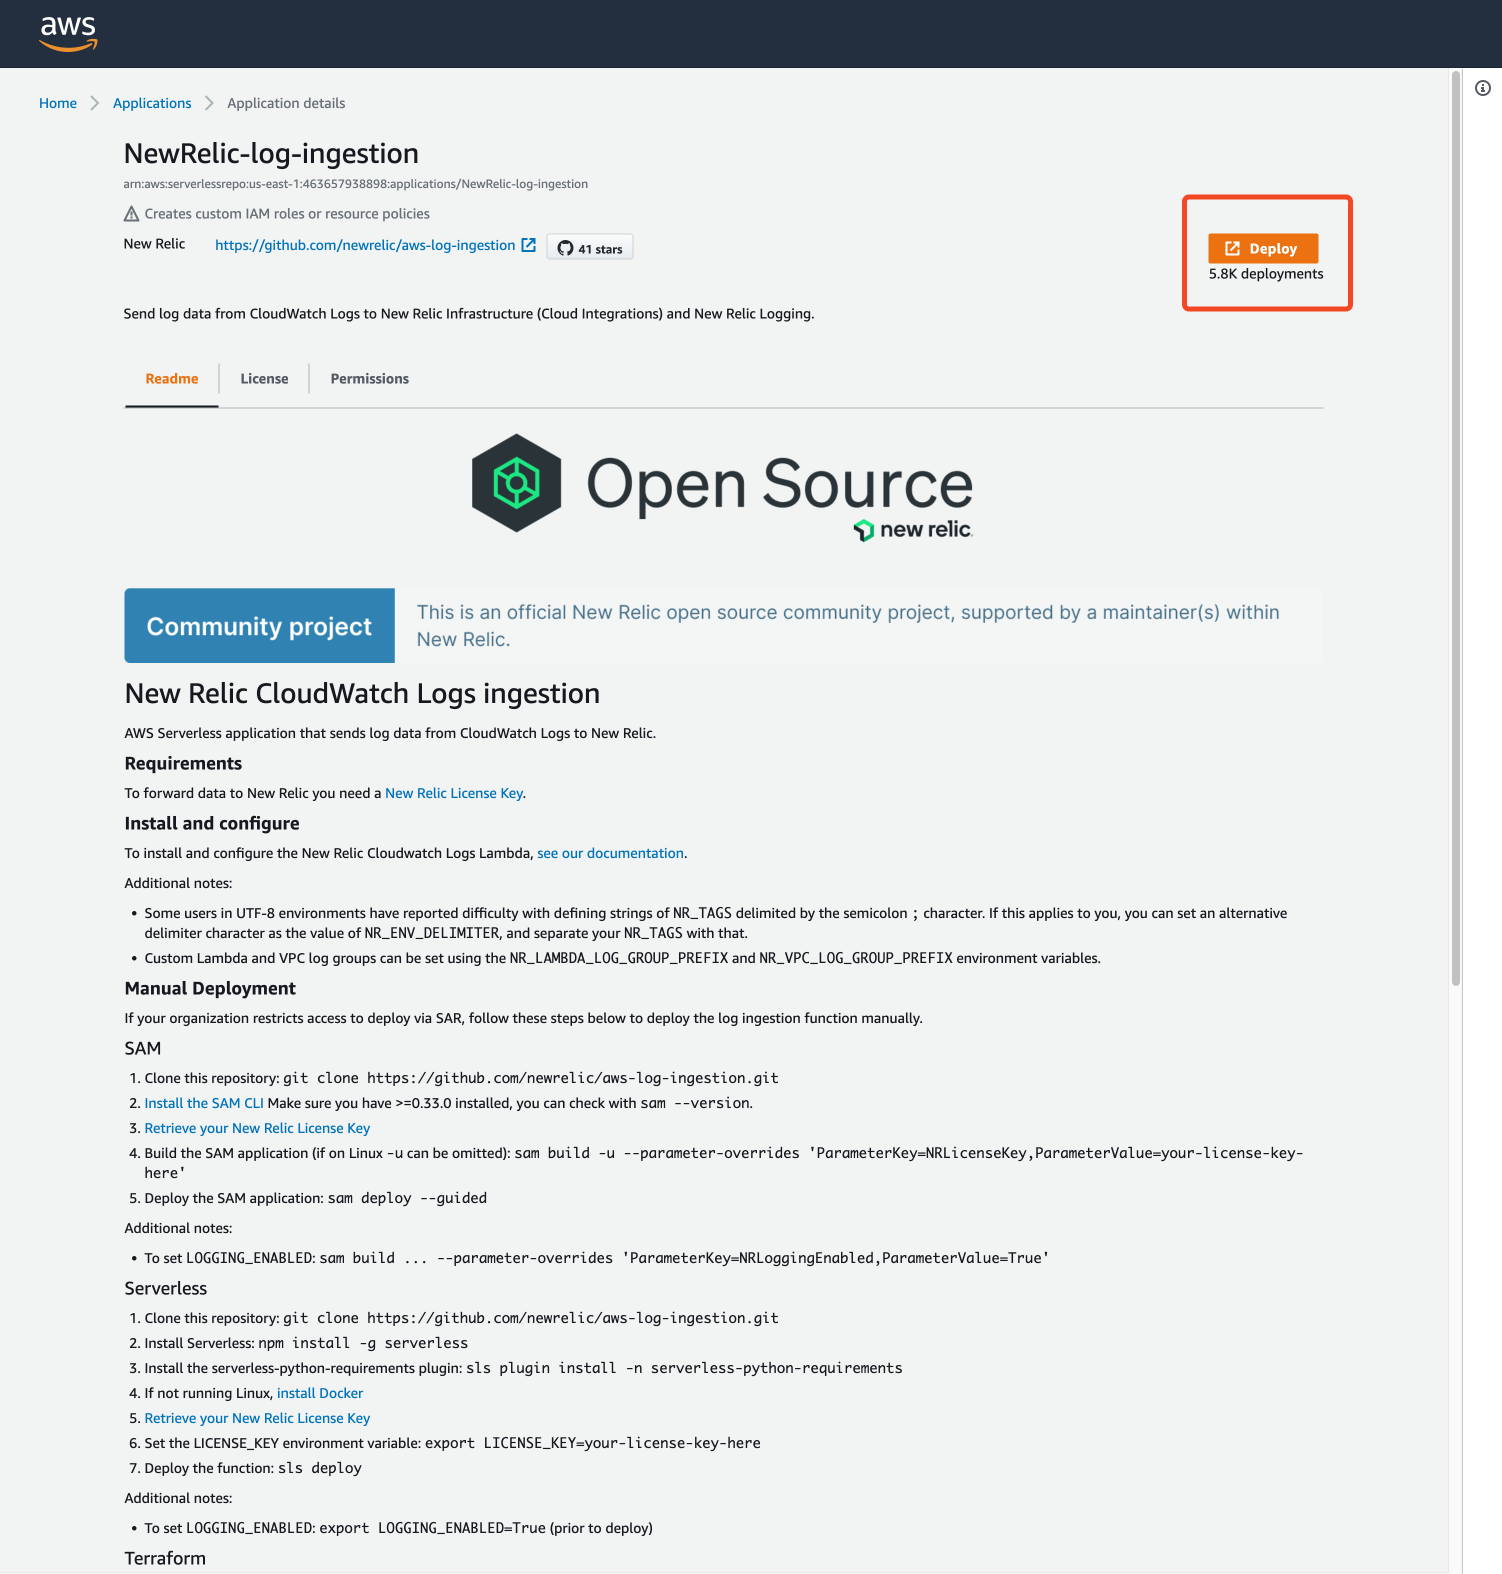 aws
Home
Applications
Application details
NewRelic-log-ingestion
arn:aws:serverlessrepo:us-east-1:463657938898:applications/NewRelic-log-ingestion
Creates custom IAM roles or resource policies
New Relic
https://github.com/newrelic/aws-log-ingestion
41 stars
Deploy
5.8K deployments
Send log data from CloudWatch Logs to New Relic Infrastructure (Cloud Integrations) and New Relic Logging.
Readme
License
Permissions
Open Source
new relic.
Community project
This is an official New Relic open source community project, supported by a maintainer(s) within
New Relic.
New Relic CloudWatch Logs ingestion
AWS Serverless application that sends log data from CloudWatch Logs to New Relic.
Requirements
To forward data to New Relic you need a New Relic License Key.
Install and configure
To install and configure the New Relic Cloudwatch Logs Lambda, see our documentation.
Additional notes:
• Some users in UTF-8 environments have reported difficulty with defining strings of NR_TAGS delimited by the semicolon ; character. If this applies to you, you can set an alternative
delimiter character as the value of NR_ENV_DELIMITER, and separate your NR_TAGS with that.
• Custom Lambda and VPC log groups can be set using the NR_LAMBDA_LOG_GROUP_PREFIX and NR_VPC_LOG_GROUP_PREFIX environment variables.
Manual Deployment
If your organization restricts access to deploy via SAR, follow these steps below to deploy the log ingestion function manually.
SAM
1. Clone this repository: git clone https://github.com/newrelic/aws-log-ingestion.git
2. Install the SAM CLI Make sure you have >=0.33.0 installed, you can check with sam --version.
3. Retrieve your New Relic License Key
4. Build the SAM application (if on Linux -u can be omitted): sam build -u --parameter-overrides 'ParameterKey=NRLicenseKey,ParameterValue=your-license-key-
here'
5. Deploy the SAM application: sam deploy --guided
Additional notes:
• To set LOGGING_ENABLED: sam build ... --parameter-overrides 'ParameterKey=NRLoggingEnabled,ParameterValue=True'
Serverless
1. Clone this repository: git clone https://github.com/newrelic/aws-log-ingestion.git
2. Install Serverless: npm install -g serverless
3. Install the serverless-python-requirements plugin: sls plugin install -n serverless-python-requirements
4. If not running Linux, install Docker
5. Retrieve your New Relic License Key
6. Set the LICENSE_KEY environment variable: export LICENSE_KEY=your-license-key-here
7. Deploy the function: sls deploy
Additional notes:
• To set LOGGING_ENABLED: export LOGGING_ENABLED=True (prior to deploy)
Terraform